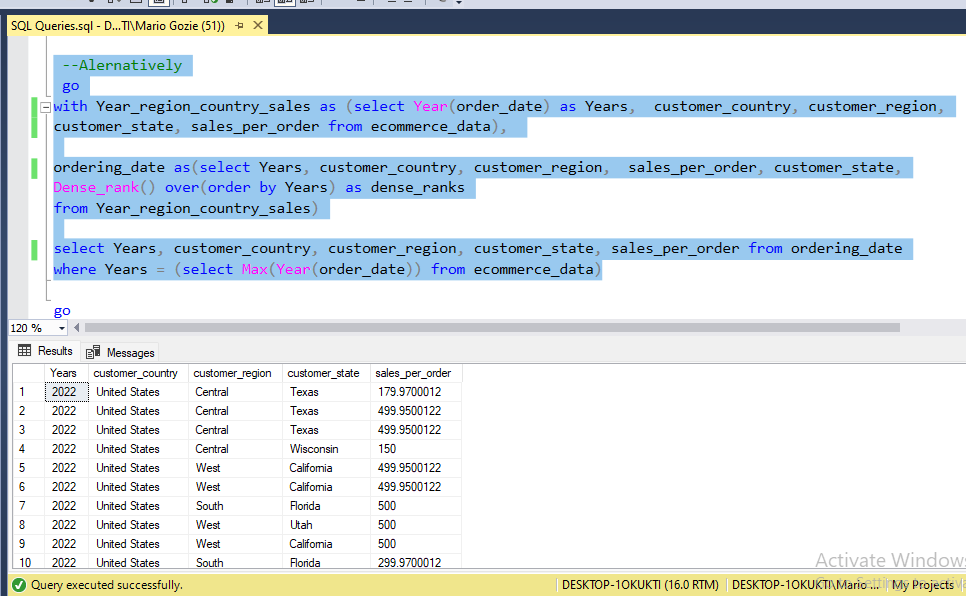 SQL Queries.sql - D...TI\Mario Gozie (51))
--Alernatively
go
with Year_region_country_sales as (select Year(order_date) as Years, customer_country, customer_region,
customer_state, sales_per_order from ecommerce_data),
ordering_date as(select Years, customer_country, customer_region, sales_per_order, customer_state,
Dense_rank() over(order by Years) as dense_ranks
from Year_region_country_sales)
select Years, customer_country, customer_region, customer_state, sales_per_order from ordering_date
where Years = (select Max(Year(order_date)) from ecommerce_data)
go
120 %
Results Messages
Years customer_country customer_region customer_state sales_per_order
1 2022 United States Central Texas 179.9700012
2 2022 United States Central Texas 499.9500122
3 2022 United States Central Texas 499.9500122
4 2022 United States Central Wisconsin 150
5 2022 United States West California 499.9500122
6 2022 United States West California 499.9500122
7 2022 United States South Florida 500
8 2022 United States West Utah 500
9 2022 United States West California 500
10 2022 United States South Florida 299.9700012
Activate Windows
Query executed successfully. DESKTOP-1OKUKTI (16.0 RTM) DESKTOP-1OKUKTI\Mario ... My Projects